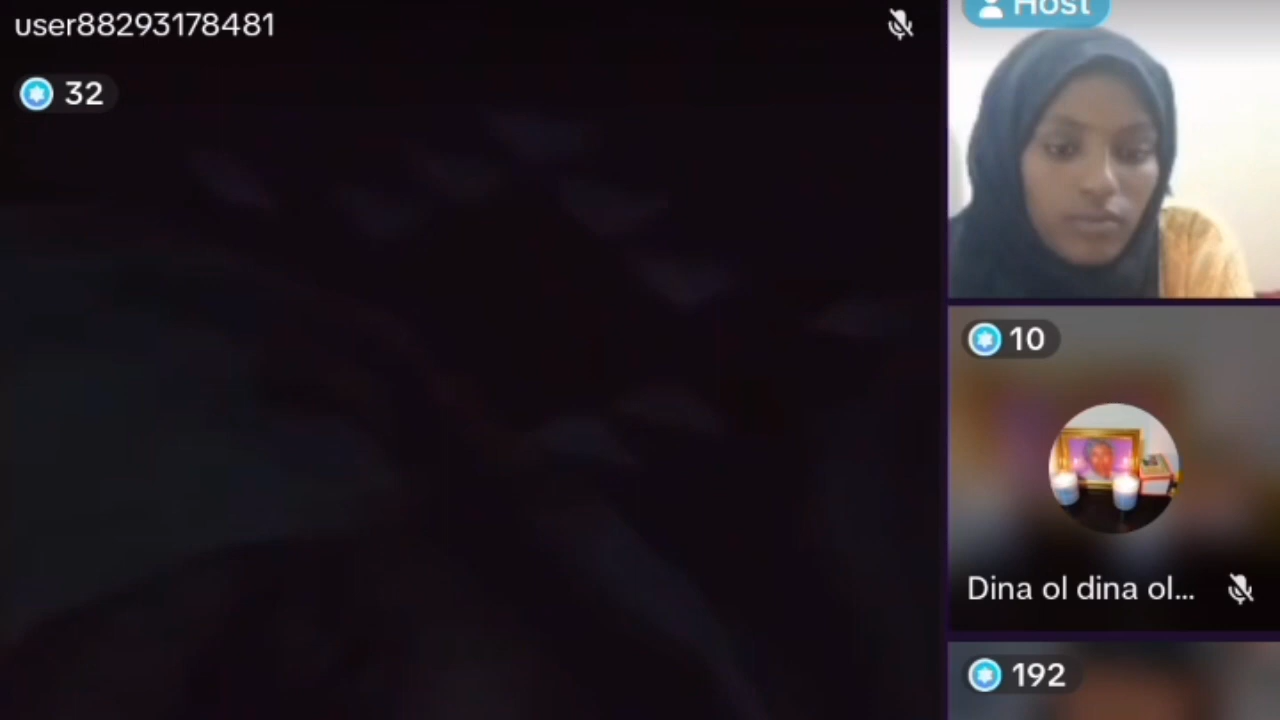 user88293178481
32
Host
10
Dina ol dina ol...
192